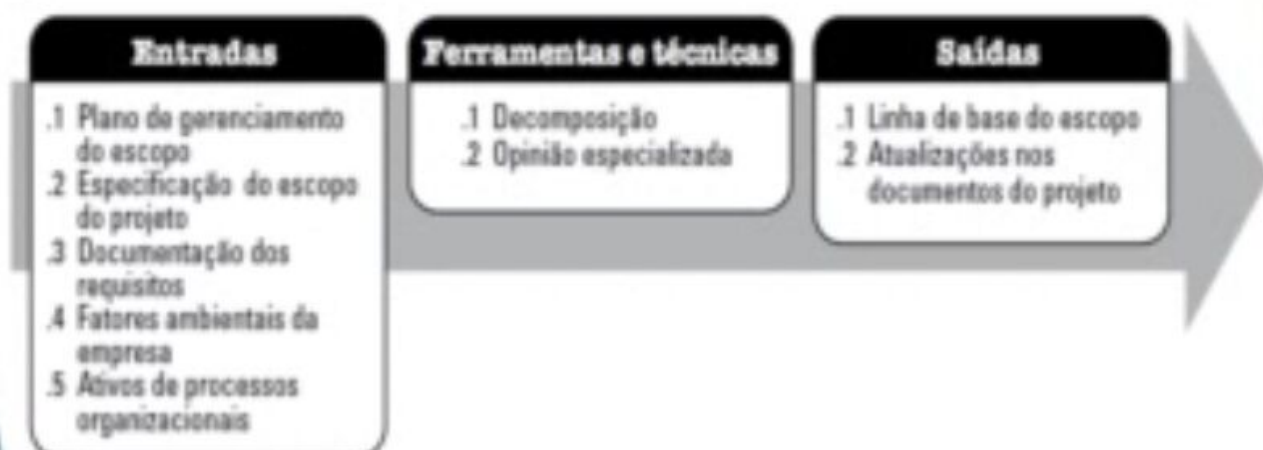 Entradas
.1 Plano de gerenciamento
do escopo
.2 Especificação do escopo
do projeto
.3 Documentação dos
requisitos
.4 Fatores ambientais da
empresa
.5 Ativos de processos
organizacionais
Ferramentas e técnicas
.1 Decomposição
.2 Opinião especializada
Saídas
.1 Linha de base do escopo
.2 Atualizações nos
documentos do projeto